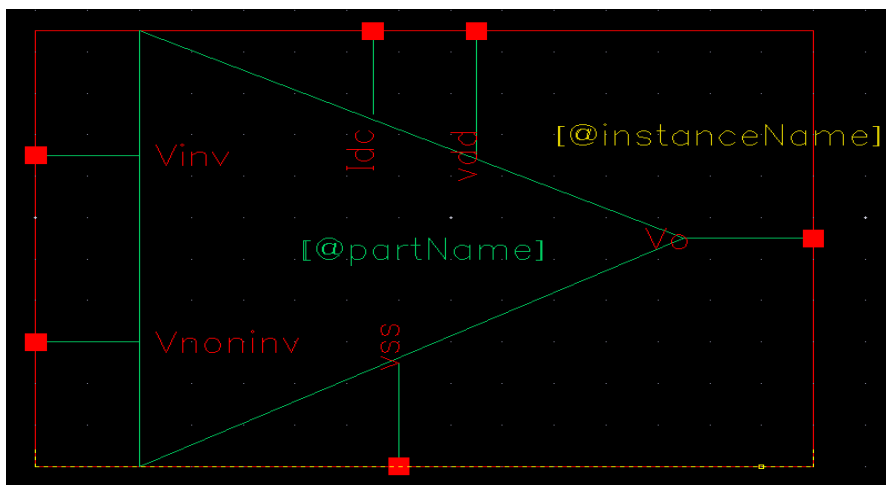 [@instanceName]
Idc
vdd
Vinv
Vo
[@partName]
vss
Vnoninv